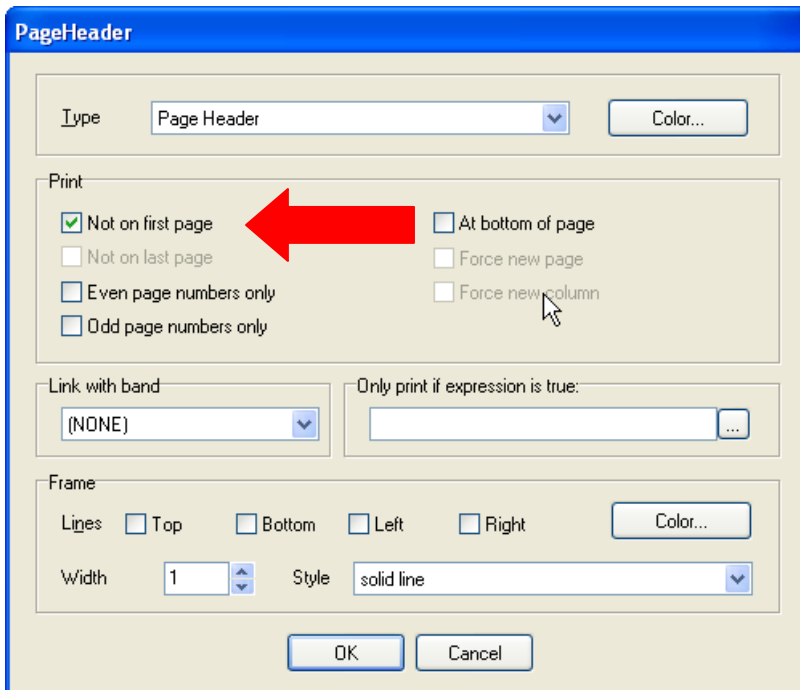 PageHeader
Type Page Header Color...
Print
Not on first page At bottom of page
Not on last page Force new page
Even page numbers only Force new column
Odd page numbers only
Link with band Only print if expression is true:
(NONE) ...
Frame
Lines Top Bottom Left Right Color...
Width 1 Style solid line
OK Cancel